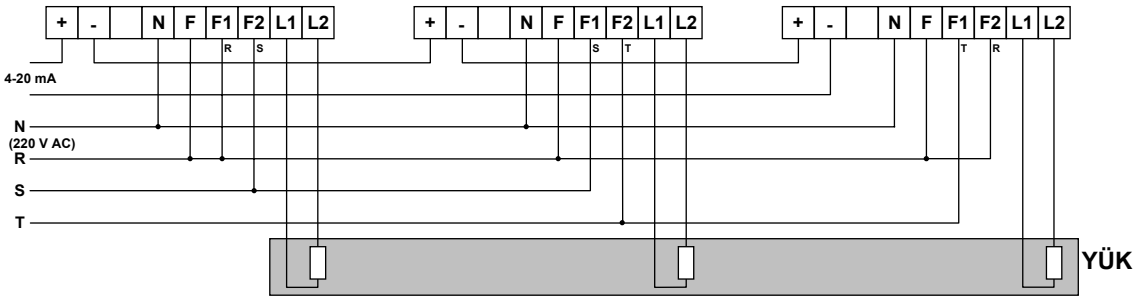 + - N F F1 F2 L1 L2 + - N F F1 F2 L1 L2 + - N F F1 F2 L1 L2
R S S T T R
4-20 mA
N
(220 V AC)
R
S
T
YÜK